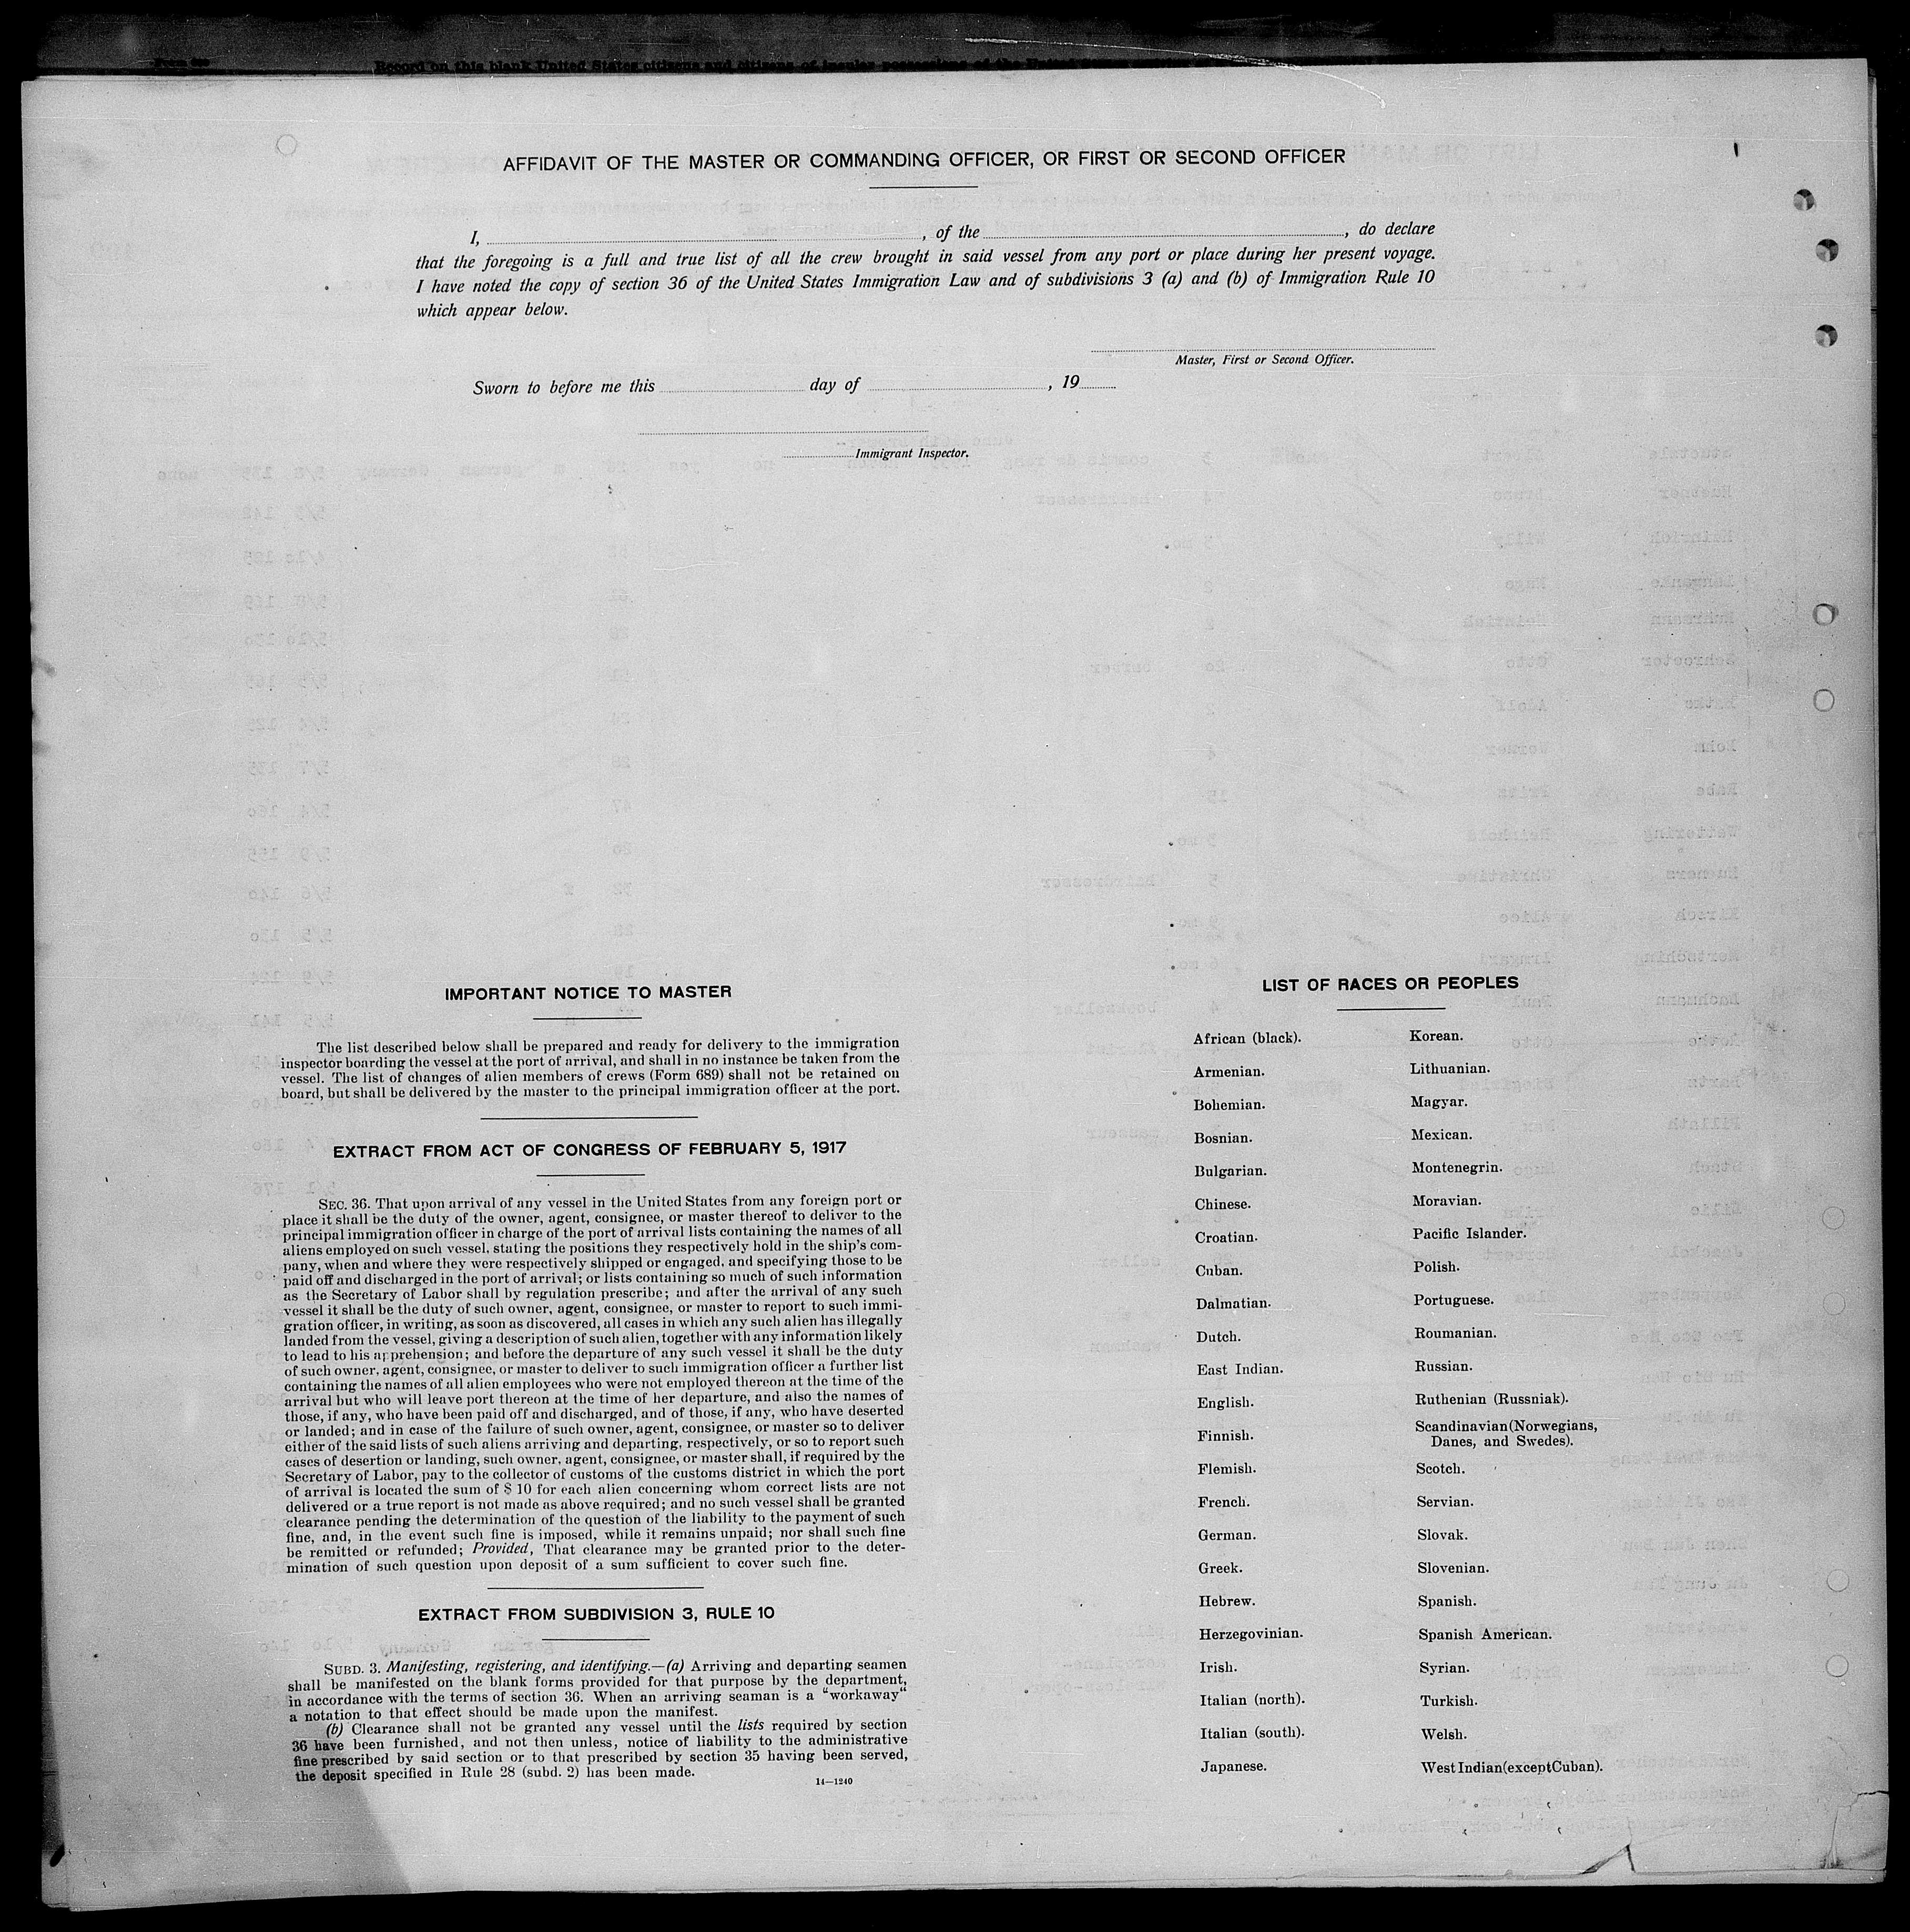 Record on this blank United States citizens and citizens of insular possessions of the
AFFIDAVIT OF THE MASTER OR COMMANDING OFFICER, OR FIRST OR SECOND OFFICER
I, , of the , do declare
that the foregoing is a full and true list of all the crew brought in said vessel from any port or place during her present voyage.
I have noted the copy of section 36 of the United States Immigration Law and of subdivisions 3 (a) and (b) of Immigration Rule 10
which appear below.
Master, First or Second Officer.
Sworn to before me this day of , 19
Immigrant Inspector.
IMPORTANT NOTICE TO MASTER
The list described below shall be prepared and ready for delivery to the immigration
inspector boarding the vessel at the port of arrival, and shall in no instance be taken from the
vessel. The list of changes of alien members of crews (Form 689) shall not be retained on
board, but shall be delivered by the master to the principal immigration officer at the port.
EXTRACT FROM ACT OF CONGRESS OF FEBRUARY 5, 1917
SEC. 36. That upon arrival of any vessel in the United States from any foreign port or
place it shall be the duty of the owner, agent, consignee, or master thereof to deliver to the
principal immigration officer in charge of the port of arrival lists containing the names of all
aliens employed on such vessel, stating the positions they respectively hold in the ship's com-
pany, when and where they were respectively shipped or engaged, and specifying those to be
paid off and discharged in the port of arrival; or lists containing so much of such information
as the Secretary of Labor shall by regulation prescribe; and after the arrival of any such
vessel it shall be the duty of such owner, agent, consignee, or master to report to such immi-
gration officer, in writing, as soon as discovered, all cases in which any such alien has illegally
landed from the vessel, giving a description of such alien, together with any information likely
to lead to his apprehension; and before the departure of any such vessel it shall be the duty
of such owner, agent, consignee, or master to deliver to such immigration officer a further list
containing the names of all alien employees who were not employed thereon at the time of the
arrival but who will leave port thereon at the time of her departure, and also the names of
those, if any, who have been paid off and discharged, and of those, if any, who have deserted
or landed; and in case of the failure of such owner, agent, consignee, or master so to deliver
either of the said lists of such aliens arriving and departing, respectively, or so to report such
cases of desertion or landing, such owner, agent, consignee, or master shall, if required by the
Secretary of Labor, pay to the collector of customs of the customs district in which the port
of arrival is located the sum of $ 10 for each alien concerning whom correct lists are not
delivered or a true report is not made as above required; and no such vessel shall be granted
clearance pending the determination of the question of the liability to the payment of such
fine, and, in the event such fine is imposed, while it remains unpaid; nor shall such fine
be remitted or refunded; Provided, That clearance may be granted prior to the deter-
mination of such question upon deposit of a sum sufficient to cover such fine.
EXTRACT FROM SUBDIVISION 3, RULE 10
SUBD. 3. Manifesting, registering, and identifying.—(a) Arriving and departing seamen
shall be manifested on the blank forms provided for that purpose by the department,
in accordance with the terms of section 36. When an arriving seaman is a "workaway"
a notation to that effect should be made upon the manifest.
(b) Clearance shall not be granted any vessel until the lists required by section
36 have been furnished, and not then unless, notice of liability to the administrative
fine prescribed by said section or to that prescribed by section 35 having been served,
the deposit specified in Rule 28 (subd. 2) has been made.
14—1240
LIST OF RACES OR PEOPLES
African (black).
Armenian.
Bohemian.
Bosnian.
Bulgarian.
Chinese.
Croatian.
Cuban.
Dalmatian.
Dutch.
East Indian.
English.
Finnish.
Flemish.
French.
German.
Greek.
Hebrew.
Herzegovinian.
Irish.
Italian (north).
Italian (south).
Japanese.
Korean.
Lithuanian.
Magyar.
Mexican.
Montenegrin.
Moravian.
Pacific Islander.
Polish.
Portuguese.
Roumanian.
Russian.
Ruthenian (Russniak).
Scandinavian (Norwegians,
Danes, and Swedes).
Scotch.
Servian.
Slovak.
Slovenian.
Spanish.
Spanish American.
Syrian.
Turkish.
Welsh.
West Indian (except Cuban).